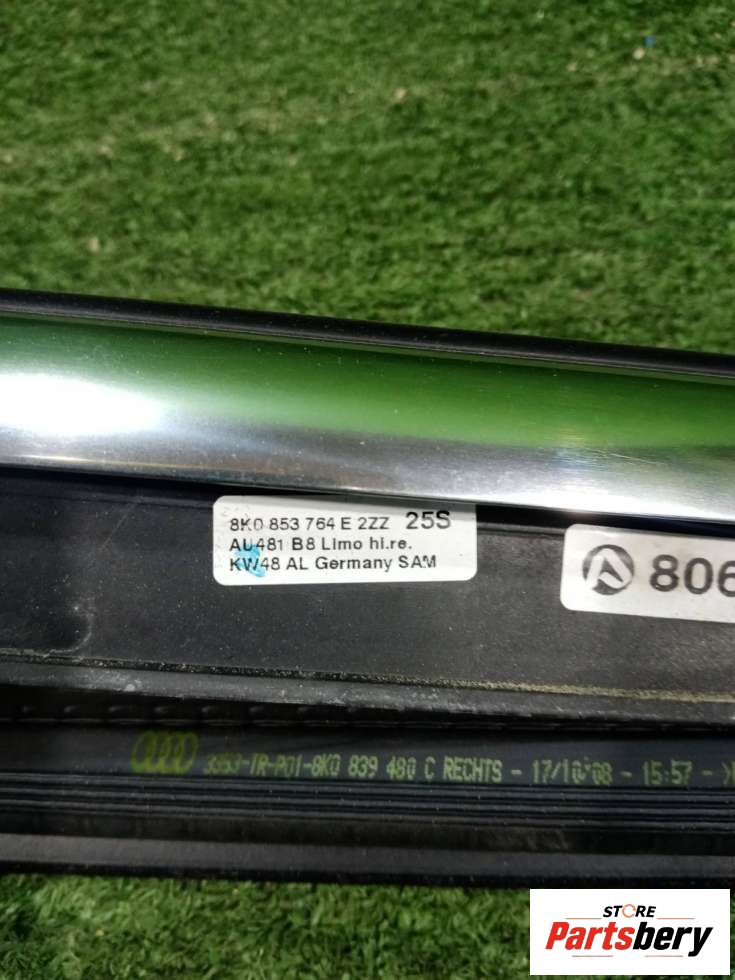 8K0 853 764 E 2ZZ 25S
AU481 B8 Limo hi.re.
KW48 AL Germany SAM
806
3353-TR-P01-8K0 839 480 C RECHTS - 17/10/08 - 15:57 - >
STORE
Partsbery